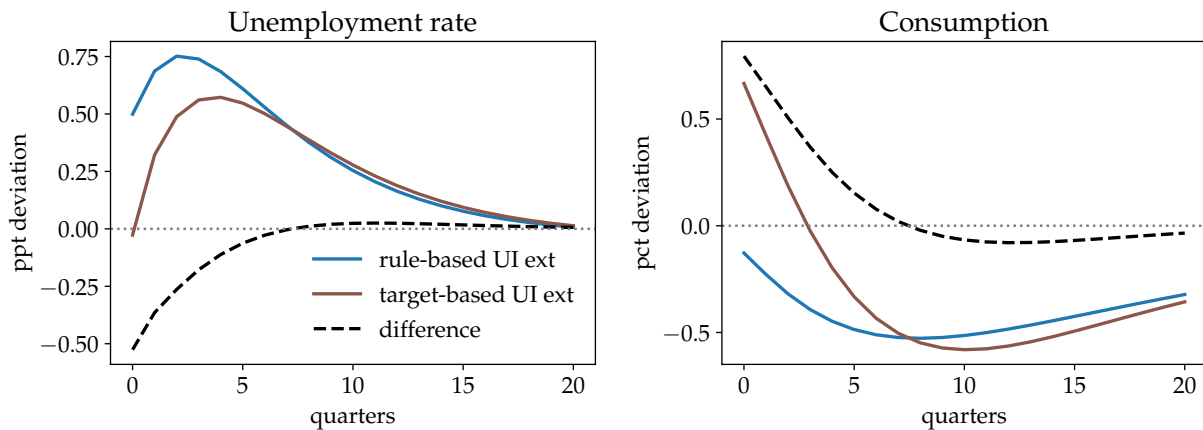 Unemployment rate
ppt deviation
0.75
0.50
0.25
0.00
−0.25
−0.50
rule-based UI ext
target-based UI ext
difference
0 5 10 15 20
quarters
Consumption
pct deviation
0.5
0.0
−0.5
0 5 10 15 20
quarters